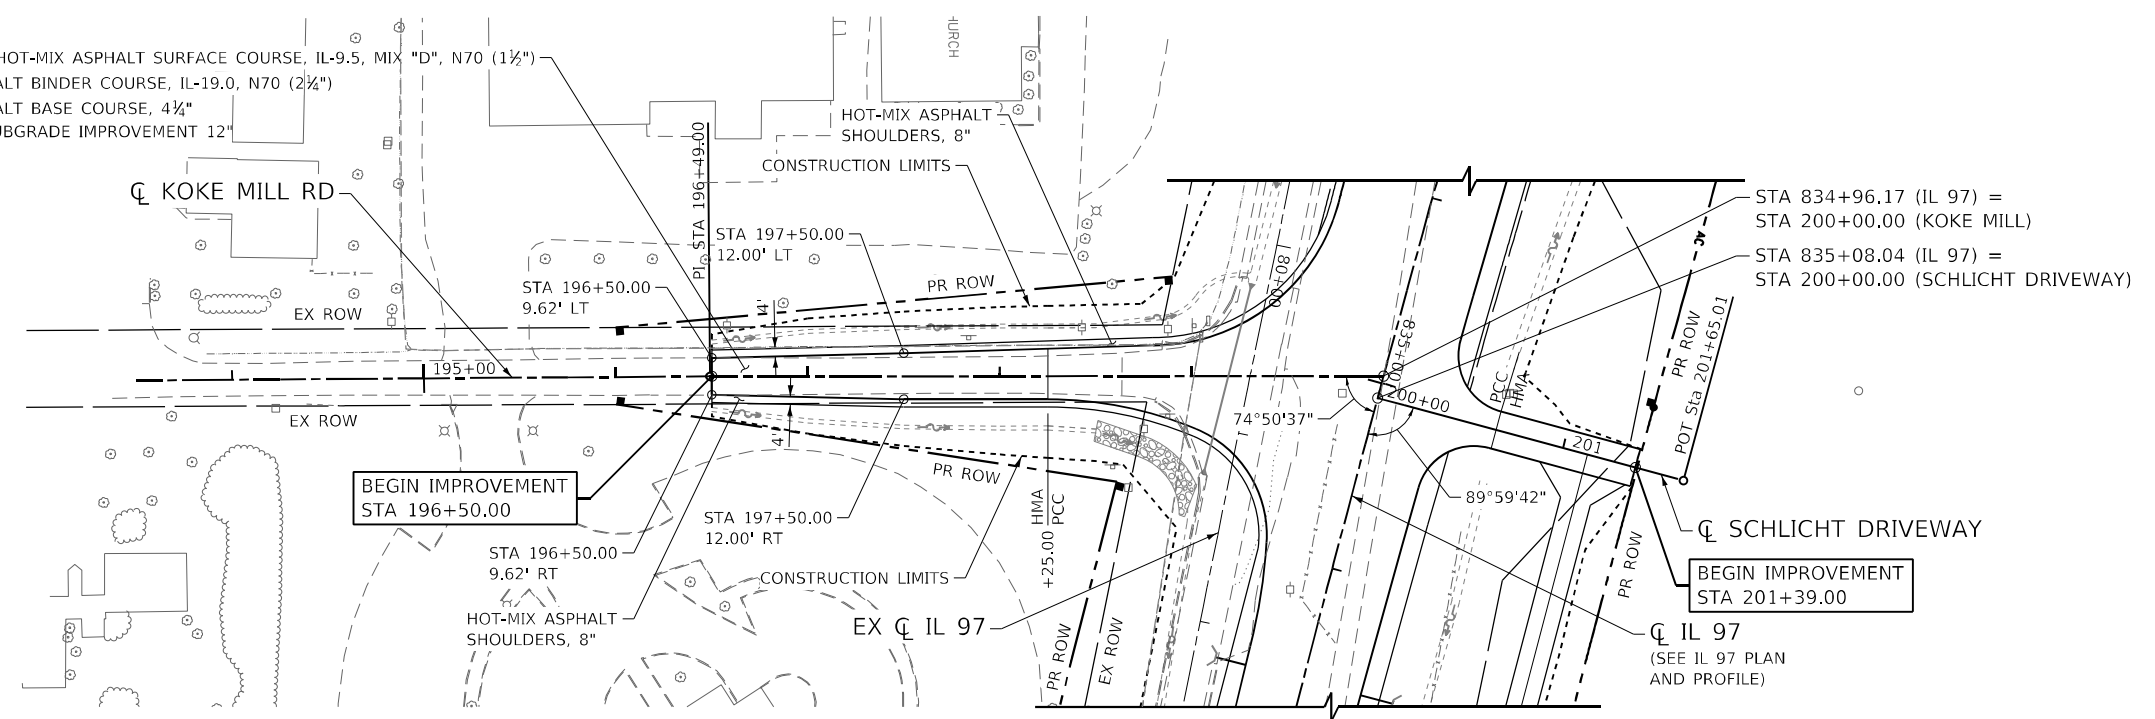 HOT-MIX ASPHALT SURFACE COURSE, IL-9.5, MIX "D", N70 (1½")
ALT BINDER COURSE, IL-19.0, N70 (2¼")
ALT BASE COURSE, 4¼"
UBGRADE IMPROVEMENT 12"
HURCH
HOT-MIX ASPHALT
SHOULDERS, 8"
CONSTRUCTION LIMITS
℄ KOKE MILL RD
PI STA 196+49.00
STA 197+50.00
12.00' LT
STA 196+50.00
9.62' LT
4'
PR ROW
EX ROW
195+00
EX ROW
4'
PR ROW
BEGIN IMPROVEMENT
STA 196+50.00
STA 197+50.00
12.00' RT
STA 196+50.00
9.62' RT
CONSTRUCTION LIMITS
HOT-MIX ASPHALT
SHOULDERS, 8"
+25.00
HMA
PCC
EX ℄ IL 97
PR ROW
EX ROW
108+00
835+00
200+00
74°50'37"
89°59'42"
PCC
HMA
201
AC
PR ROW
POT Sta 201+65.01
STA 834+96.17 (IL 97) =
STA 200+00.00 (KOKE MILL)
STA 835+08.04 (IL 97) =
STA 200+00.00 (SCHLICHT DRIVEWAY)
℄ SCHLICHT DRIVEWAY
BEGIN IMPROVEMENT
STA 201+39.00
PR ROW
℄ IL 97
(SEE IL 97 PLAN
AND PROFILE)